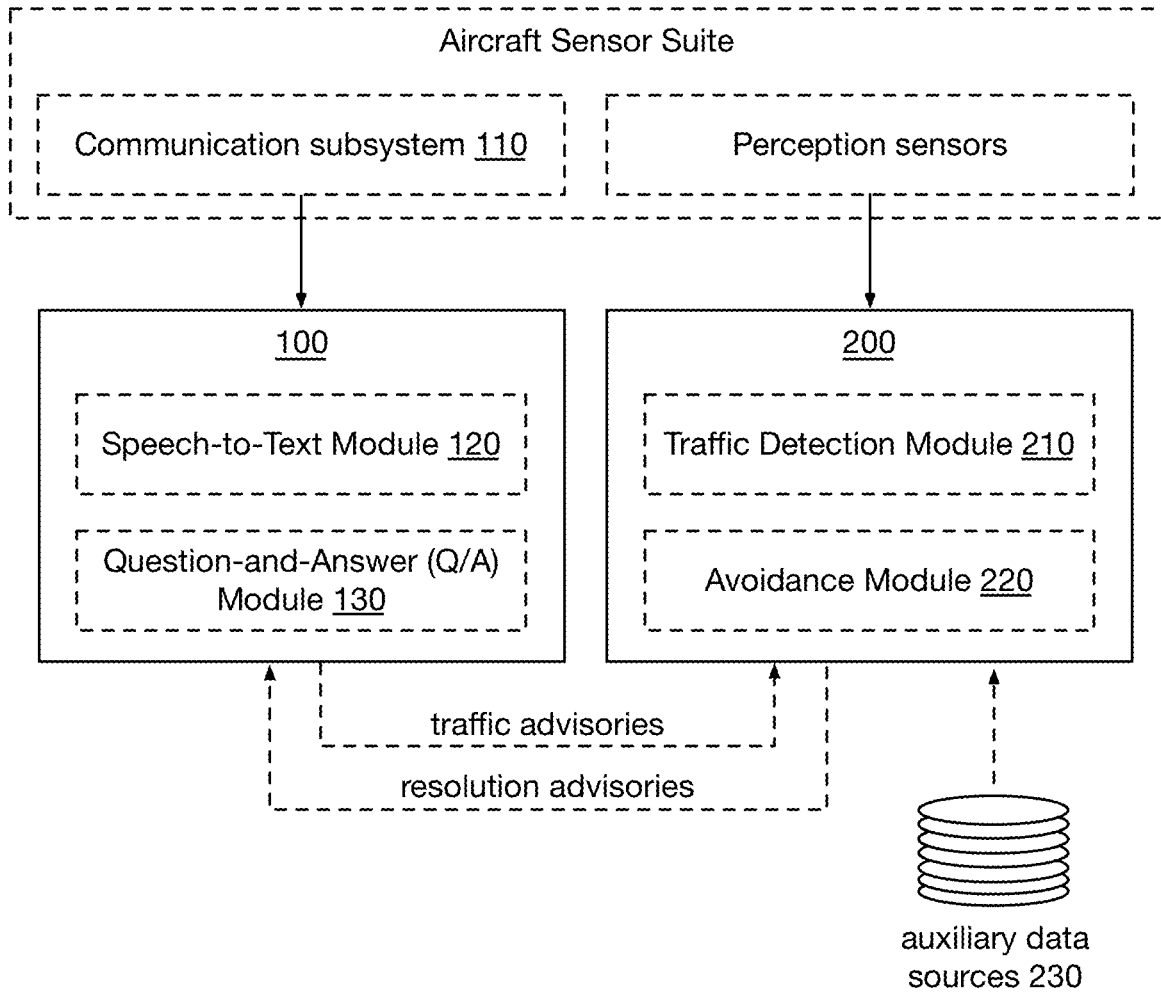 Aircraft Sensor Suite
Communication subsystem 110
Perception sensors
100
200
Speech-to-Text Module 120
Traffic Detection Module 210
Question-and-Answer (Q/A)
Module 130
Avoidance Module 220
traffic advisories
resolution advisories
auxiliary data
sources 230